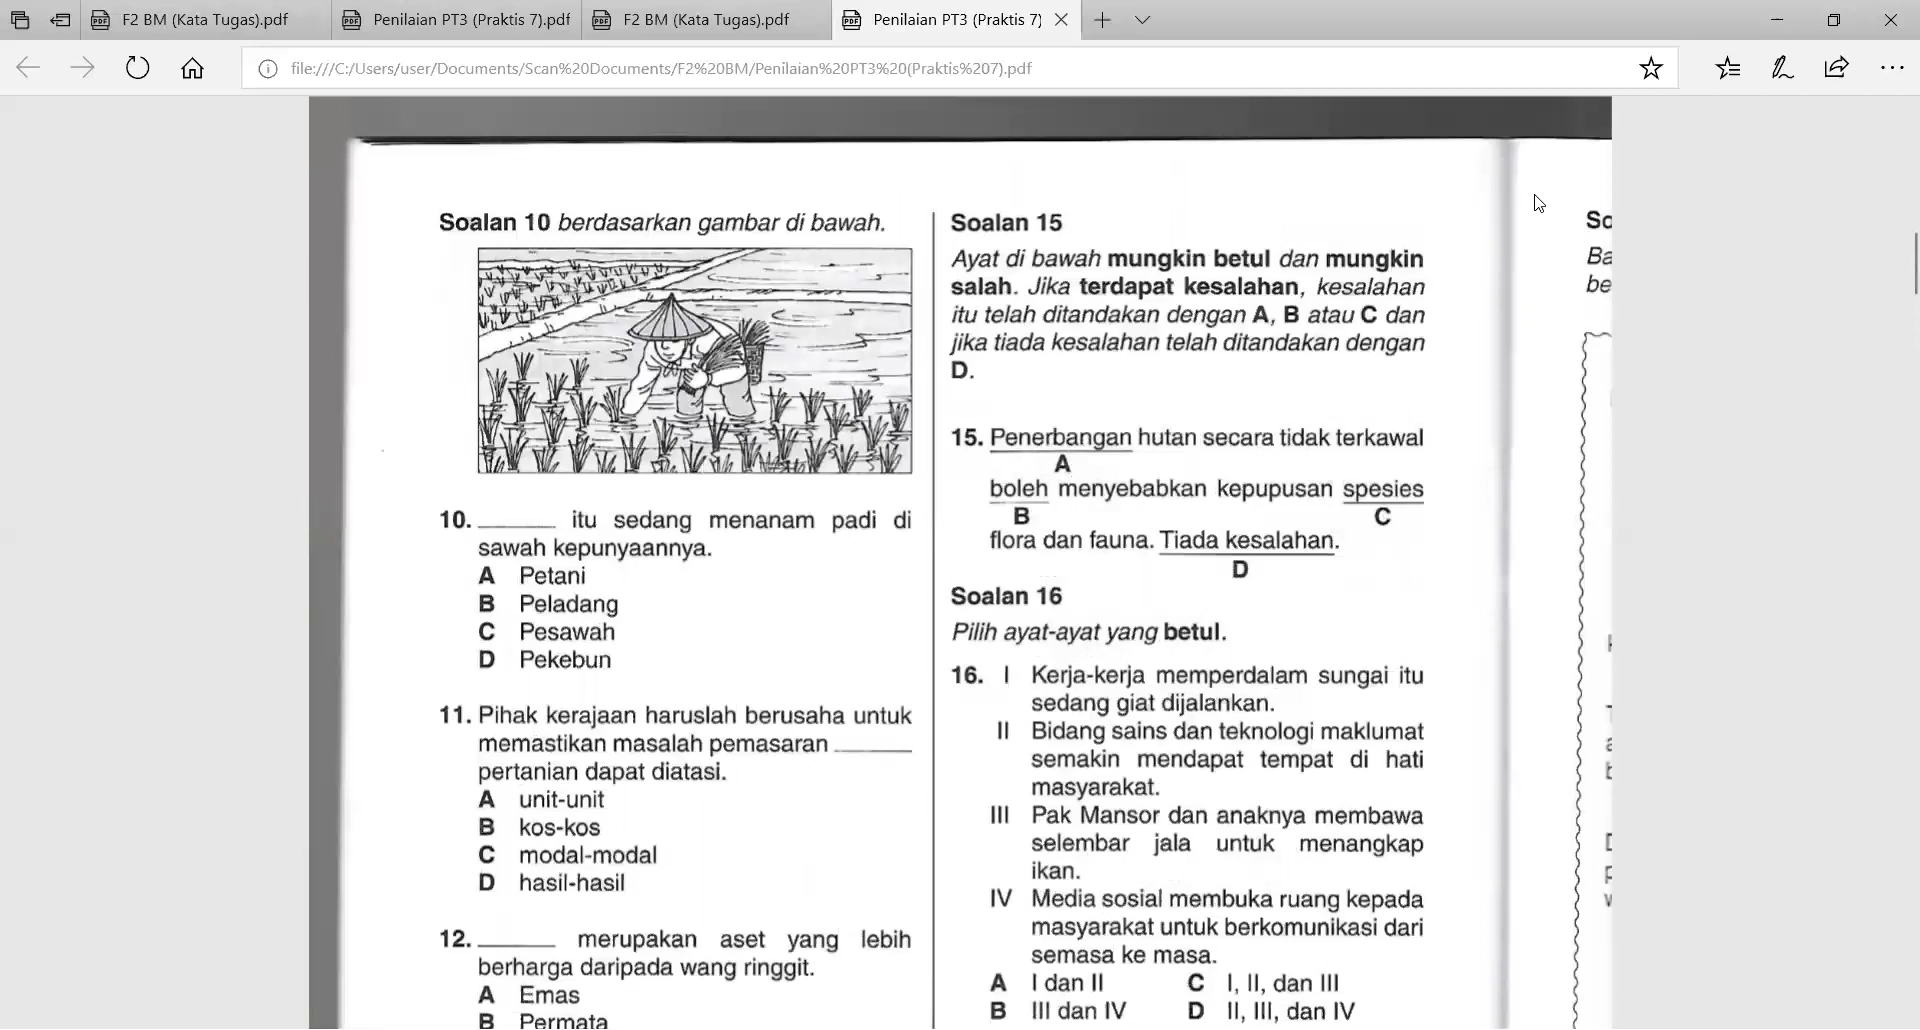 F2 BM (Kata Tugas).pdf
Penilaian PT3 (Praktis 7).pdf
F2 BM (Kata Tugas).pdf
Penilaian PT3 (Praktis 7)
file:///C:/Users/user/Documents/Scan%20Documents/F2%20BM/Penilaian%20PT3%20(Praktis%207).pdf
Soalan 10 berdasarkan gambar di bawah.
10. ______ itu sedang menanam padi di
sawah kepunyaannya.
A Petani
B Peladang
C Pesawah
D Pekebun
11. Pihak kerajaan haruslah berusaha untuk
memastikan masalah pemasaran ______
pertanian dapat diatasi.
A unit-unit
B kos-kos
C modal-modal
D hasil-hasil
12. ______ merupakan aset yang lebih
berharga daripada wang ringgit.
A Emas
B Permata
Soalan 15
Ayat di bawah mungkin betul dan mungkin
salah. Jika terdapat kesalahan, kesalahan
itu telah ditandakan dengan A, B atau C dan
jika tiada kesalahan telah ditandakan dengan
D.
15. Penerbangan hutan secara tidak terkawal
A
boleh menyebabkan kepupusan spesies
B C
flora dan fauna. Tiada kesalahan.
D
Soalan 16
Pilih ayat-ayat yang betul.
16. I Kerja-kerja memperdalam sungai itu
sedang giat dijalankan.
II Bidang sains dan teknologi maklumat
semakin mendapat tempat di hati
masyarakat.
III Pak Mansor dan anaknya membawa
selembar jala untuk menangkap
ikan.
IV Media sosial membuka ruang kepada
masyarakat untuk berkomunikasi dari
semasa ke masa.
A I dan II C I, II, dan III
B III dan IV D II, III, dan IV
So
Ba
be